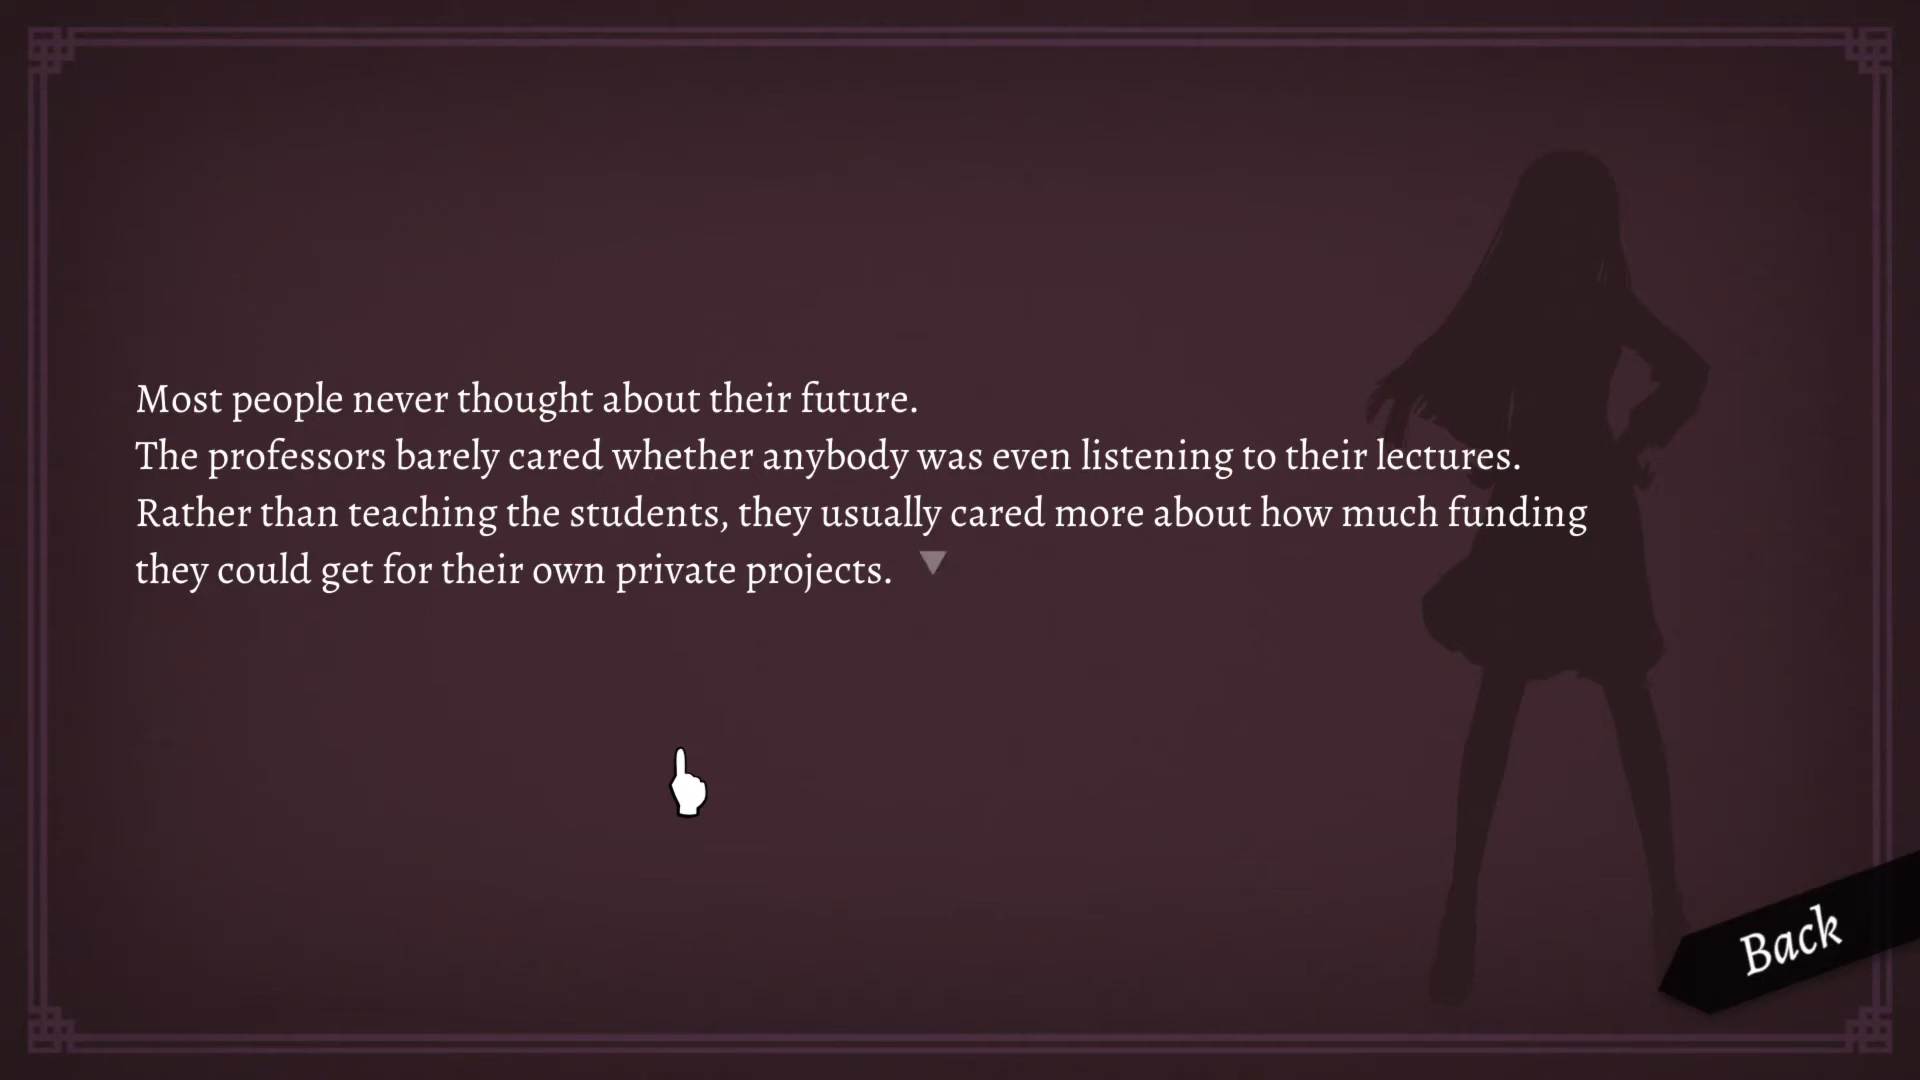 Most people never thought about their future.
The professors barely cared whether anybody was even listening to their lectures.
Rather than teaching the students, they usually cared more about how much funding
they could get for their own private projects.
Back